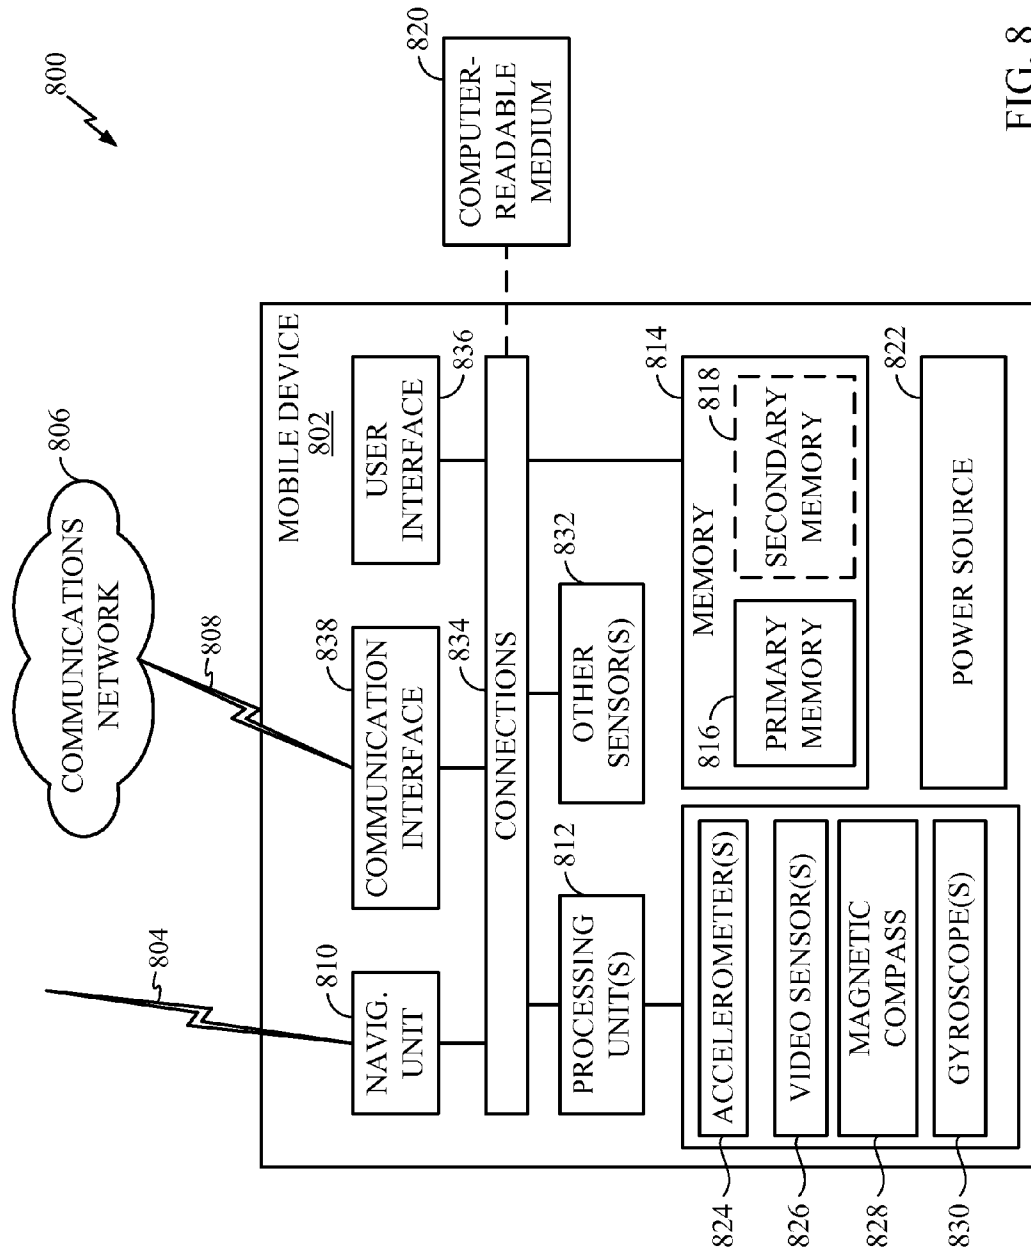 800
806
COMMUNICATIONS
NETWORK
804
808
MOBILE DEVICE
802
810
NAVIG.
UNIT
838
COMMUNICATION
INTERFACE
USER
INTERFACE
836
820
COMPUTER-
READABLE
MEDIUM
834
CONNECTIONS
812
PROCESSING
UNIT(S)
832
OTHER
SENSOR(S)
814
MEMORY
816
PRIMARY
MEMORY
818
SECONDARY
MEMORY
824
ACCELEROMETER(S)
826
VIDEO SENSOR(S)
828
MAGNETIC
COMPASS
830
GYROSCOPE(S)
822
POWER SOURCE
FIG. 8